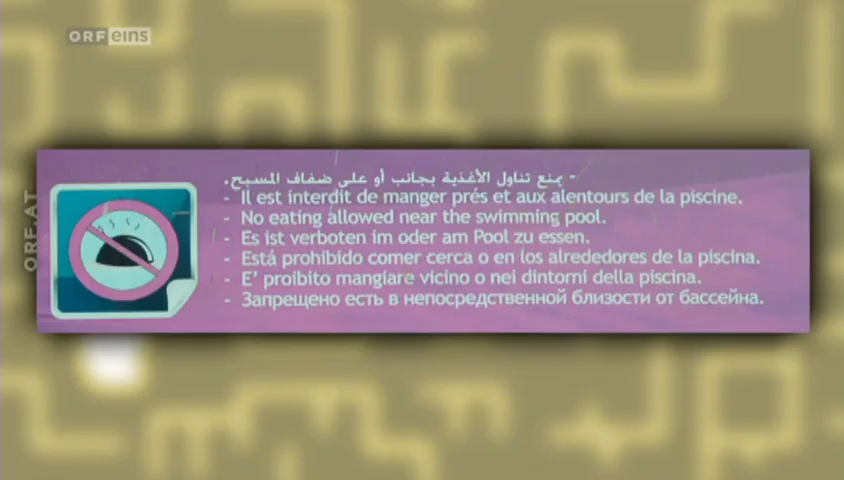 ORF eins
ORF.AT
- يمنع تناول الأغذية بجانب أو على ضفاف المسبح.
- Il est interdit de manger prés et aux alentours de la piscine.
- No eating allowed near the swimming pool.
- Es ist verboten im oder am Pool zu essen.
- Está prohibido comer cerca o en los alrededores de la piscina.
- E' proibito mangiare vicino o nei dintorni della piscina.
- Запрещено есть в непосредственной близости от бассейна.